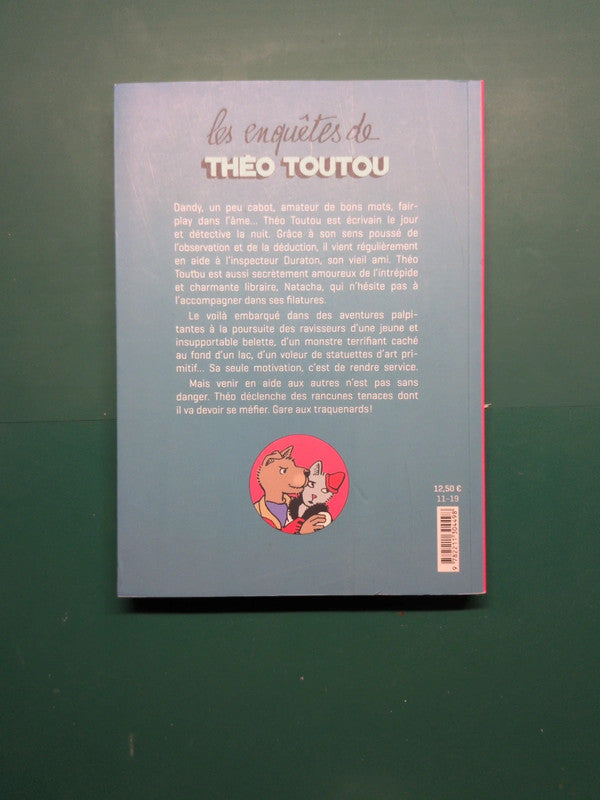 les enquêtes de
THÉO TOUTOU
Dandy, un peu cabot, amateur de bons mots, fair-
play dans l'âme... Théo Toutou est écrivain le jour
et détective la nuit. Grâce à son sens poussé de
l'observation et de la déduction, il vient régulièrement
en aide à l'inspecteur Duraton, son vieil ami. Théo
Toutou est aussi secrètement amoureux de l'intrépide
et charmante libraire, Natacha, qui n'hésite pas à
l'accompagner dans ses filatures.
Le voilà embarqué dans des aventures palpi-
tantes à la poursuite des ravisseurs d'une jeune et
insupportable belette, d'un monstre terrifiant caché
au fond d'un lac, d'un voleur de statuettes d'art pri-
mitif... Sa seule motivation, c'est de rendre service.
Mais venir en aide aux autres n'est pas sans
danger. Théo déclenche des rancunes tenaces dont
il va devoir se méfier. Gare aux traquenards !
12,50 €
11-19
9 782211 304498